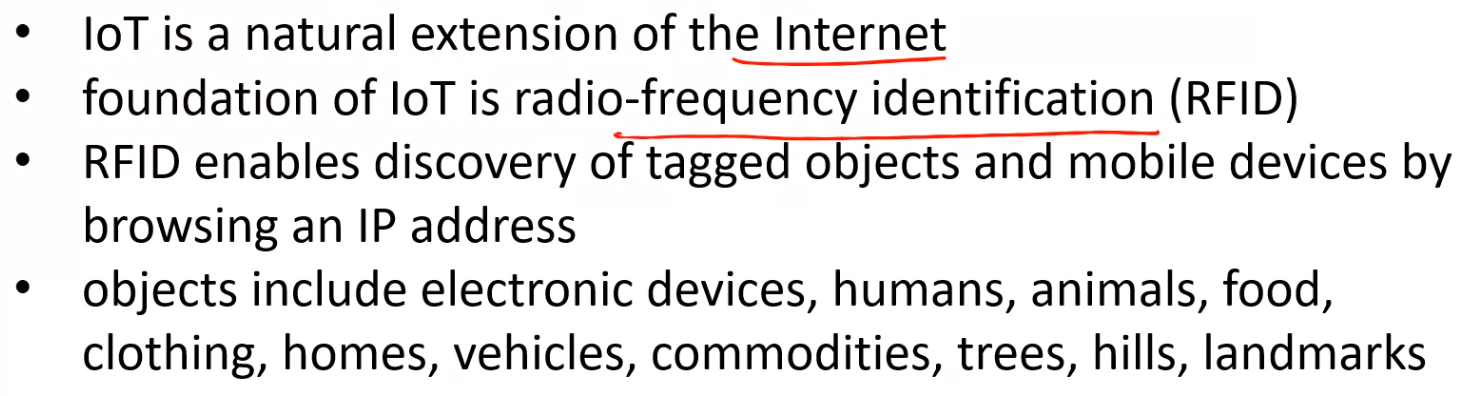 • IoT is a natural extension of the Internet
• foundation of IoT is radio-frequency identification (RFID)
• RFID enables discovery of tagged objects and mobile devices by
browsing an IP address
• objects include electronic devices, humans, animals, food,
clothing, homes, vehicles, commodities, trees, hills, landmarks